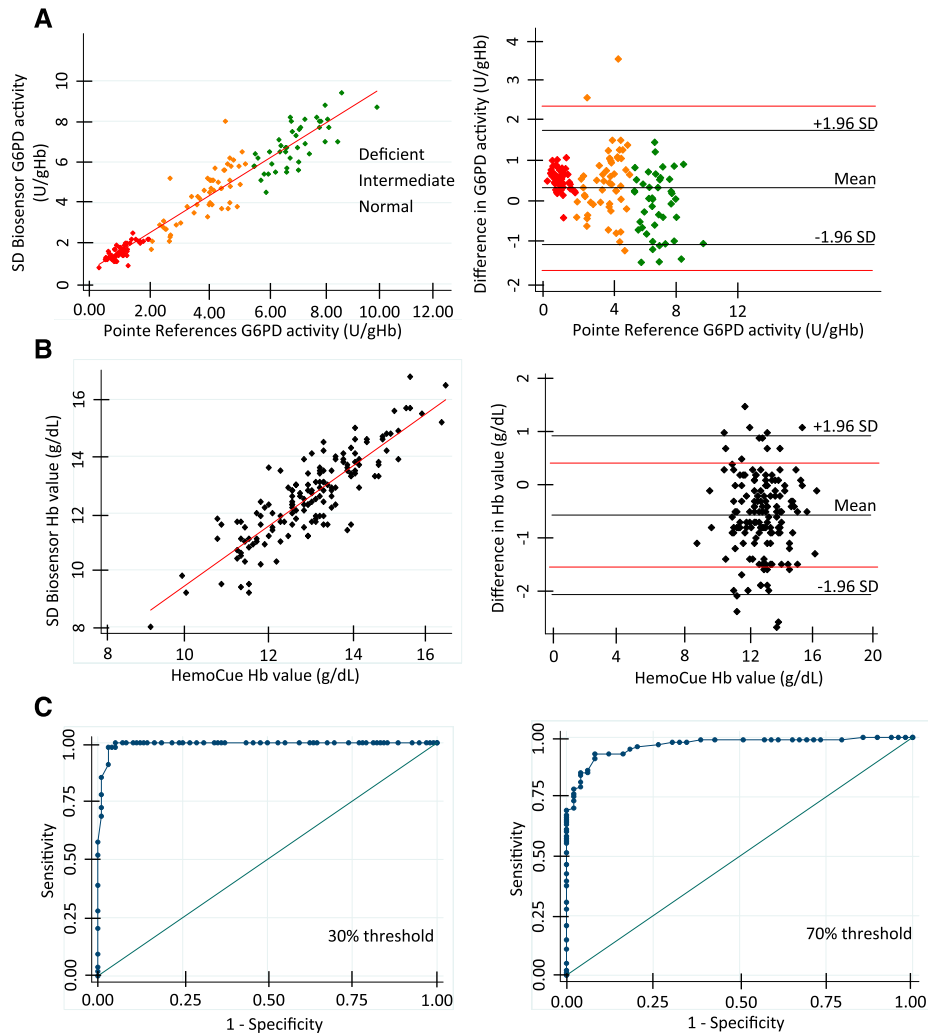 A
SD Biosensor G6PD activity
(U/gHb)
10
8
6
4
2
0
Deficient
Intermediate
Normal
0.00 2.00 4.00 6.00 8.00 10.00 12.00
Pointe References G6PD activity (U/gHb)
Difference in G6PD activity (U/gHb)
4
3
2
1
0
-1
-2
+1.96 SD
Mean
-1.96 SD
0 4 8 12
Pointe Reference G6PD activity (U/gHb)
B
SD Biosensor Hb value (g/dL)
16
14
12
10
8
8 10 12 14 16
HemoCue Hb value (g/dL)
Difference in Hb value (g/dL)
2
1
0
-1
-2
+1.96 SD
Mean
-1.96 SD
0 4 8 12 16 20
HemoCue Hb value (g/dL)
C
Sensitivity
1.00
0.75
0.50
0.25
0.00
30% threshold
0.00 0.25 0.50 0.75 1.00
1 - Specificity
Sensitivity
1.00
0.75
0.50
0.25
0.00
70% threshold
0.00 0.25 0.50 0.75 1.00
1 - Specificity